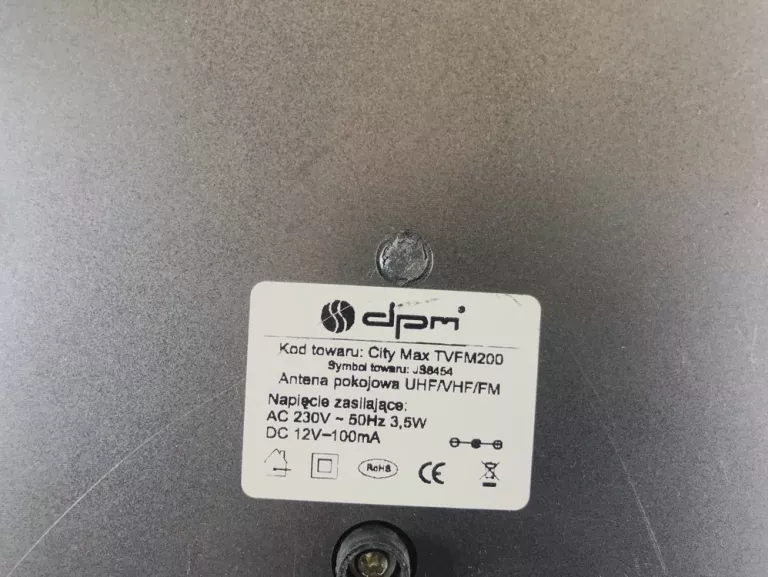 dpm
Kod towaru: City Max TVFM200
Symbol towaru: JS6454
Antena pokojowa UHF/VHF/FM
Napięcie zasilające:
AC 230V ~ 50Hz 3,5W
DC 12V–100mA
RoHS
CE